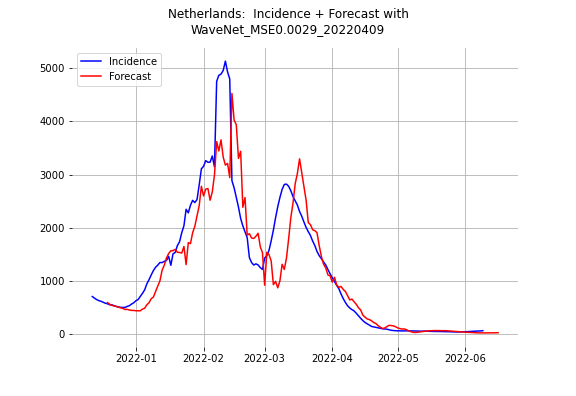 Netherlands:  Incidence + Forecast with
WaveNet_MSE0.0029_20220409
Incidence
Forecast
5000
4000
3000
2000
1000
0
2022-01 2022-02 2022-03 2022-04 2022-05 2022-06